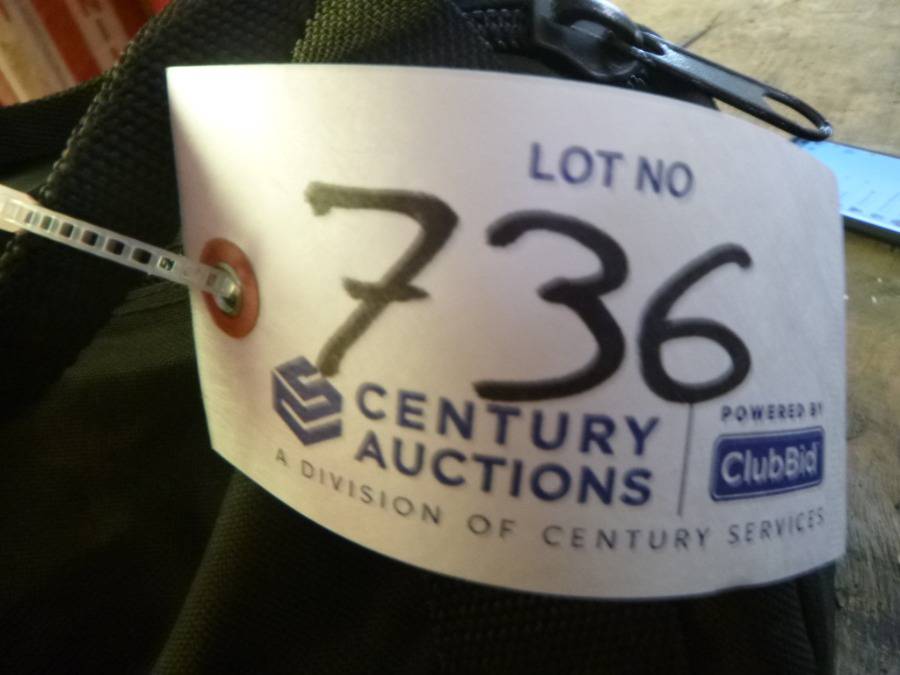 LOT NO
736
CENTURY
AUCTIONS
A DIVISION OF CENTURY SERVICES
POWERED BY
ClubBid